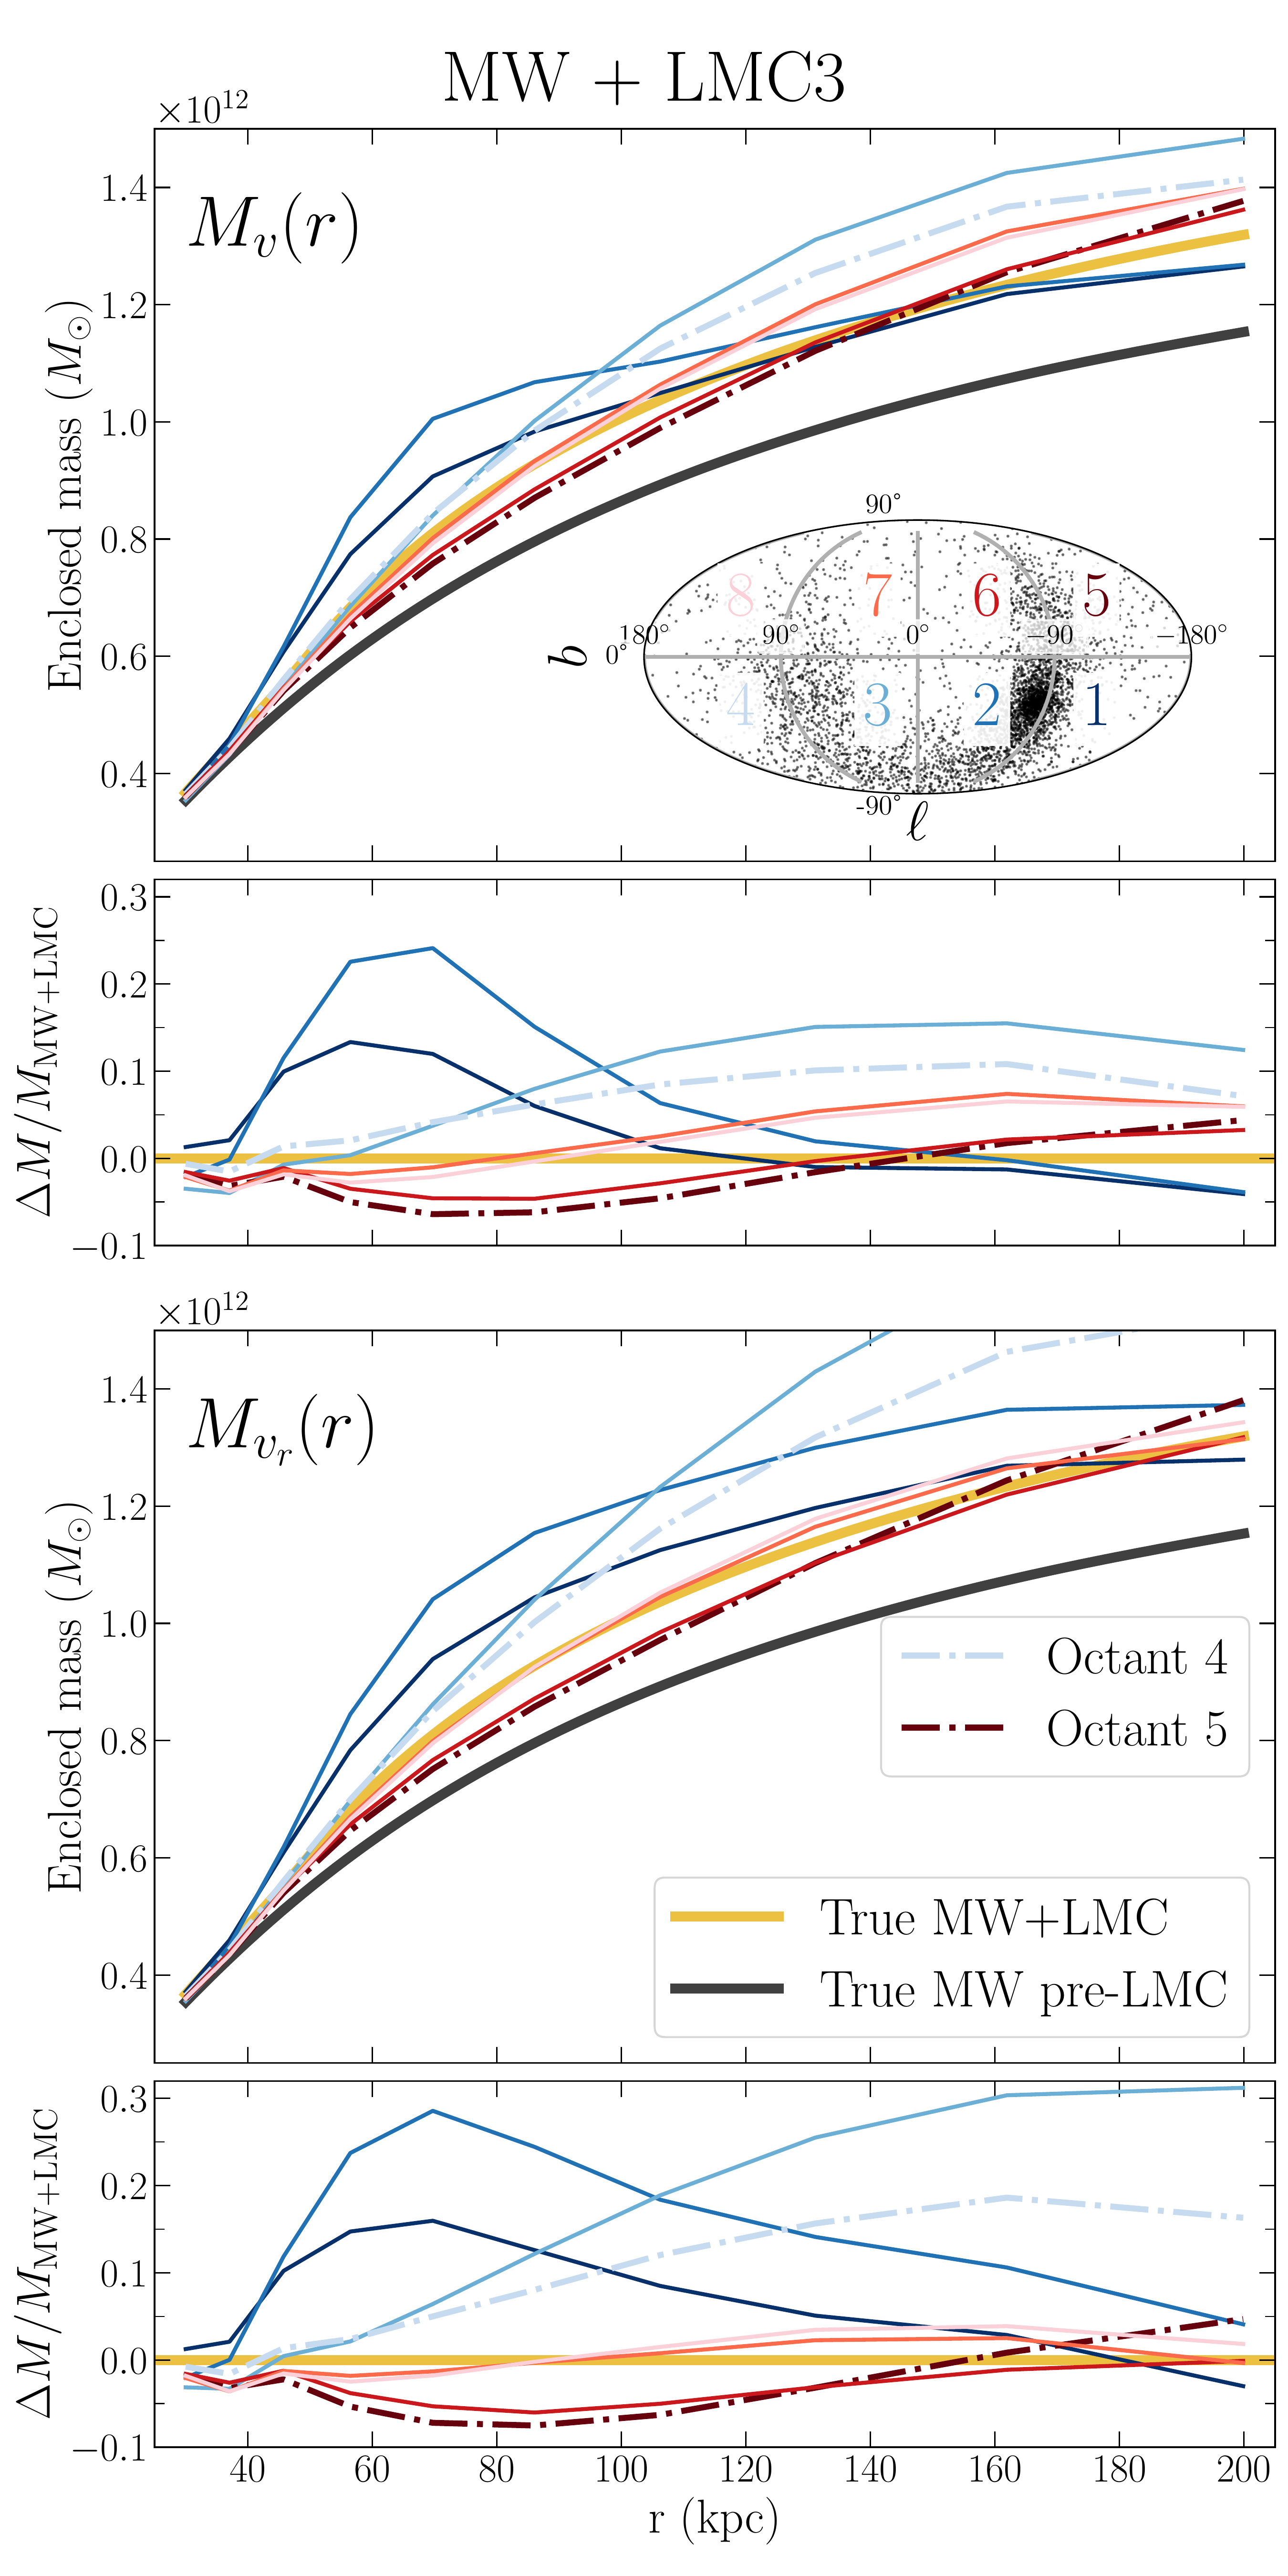 MW + LMC3
×10¹²
M_v(r)
Enclosed mass (M_⊙)
1.4
1.2
1.0
0.8
0.6
0.4
90°
8 7 6 5
180° 90° 0° −90 −180°
0°
b
4 3 2 1
-90°
ℓ
ΔM/M_MW+LMC
0.3
0.2
0.1
0.0
−0.1
×10¹²
M_{v_r}(r)
Enclosed mass (M_⊙)
1.4
1.2
1.0
0.8
0.6
0.4
Octant 4
Octant 5
True MW+LMC
True MW pre-LMC
ΔM/M_MW+LMC
0.3
0.2
0.1
0.0
−0.1
40 60 80 100 120 140 160 180 200
r (kpc)